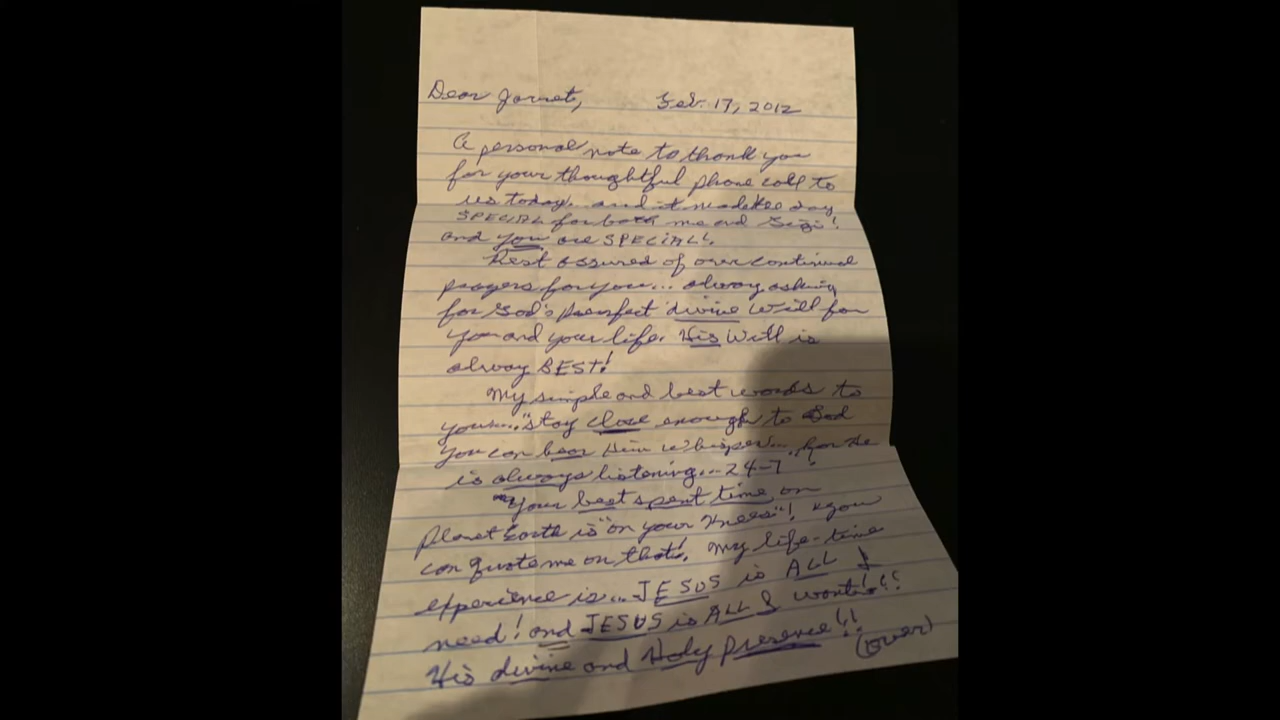 Dear Jarret, Feb. 17, 2012
A personal note to thank you
for your thoughtful phone call to
us today, and it made the day
SPECIAL for both me and Gigi!
and you are SPECIAL!.
Rest assured of our continued
prayers for you... always asking
for God's perfect divine Will for
you and your life. His Will is
alway BEST!
My simple and best words to
you... "stay close enough to God
you can hear Him whisper... for He
is always listening... 24-7
"Your best spent time on
Planet Earth is "on your knees"! you
can quote me on that!. My life-time
experience is... JESUS is ALL I
need! and JESUS is ALL I want!!!
His divine and Holy presence!!
(over)